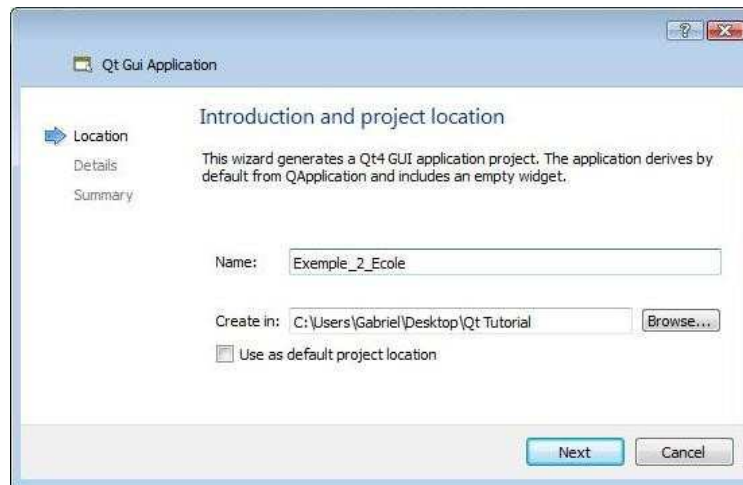 Qt Gui Application
Introduction and project location
Location
Details
Summary
This wizard generates a Qt4 GUI application project. The application derives by
default from QApplication and includes an empty widget.
Name: Exemple_2_Ecole
Create in: C:\Users\Gabriel\Desktop\Qt Tutorial Browse...
Use as default project location
Next Cancel